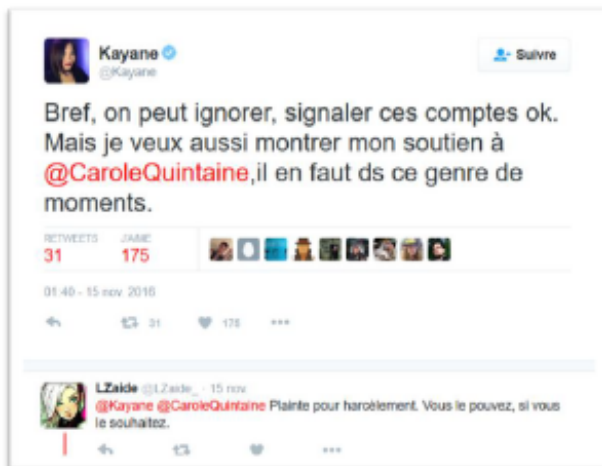 Kayane
@Kayane
Suivre
Bref, on peut ignorer, signaler ces comptes ok.
Mais je veux aussi montrer mon soutien à
@CaroleQuintaine,il en faut ds ce genre de
moments.
RETWEETS J'AIME
31 175
01:40 - 15 nov. 2016
31 175
LZaide @LZaide_ · 15 nov.
@Kayane @CaroleQuintaine Plainte pour harcèlement. Vous le pouvez, si vous
le souhaitez.